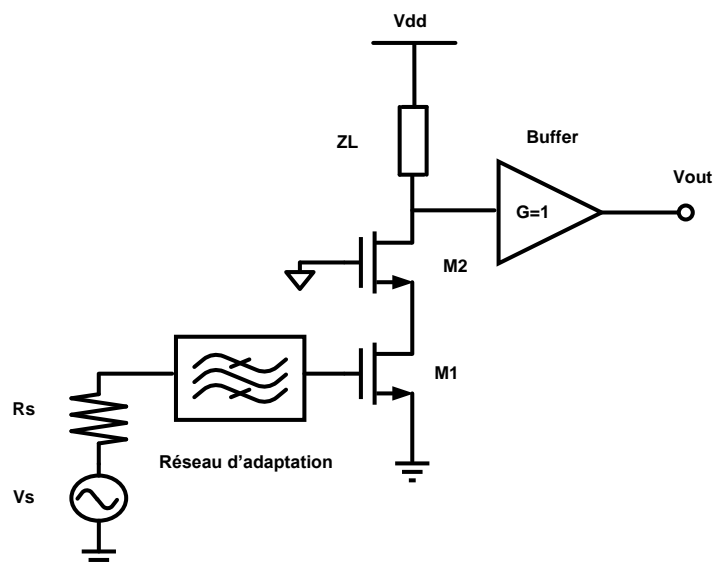 Vdd
ZL
Buffer
Vout
G=1
M2
M1
Rs
Réseau d'adaptation
Vs